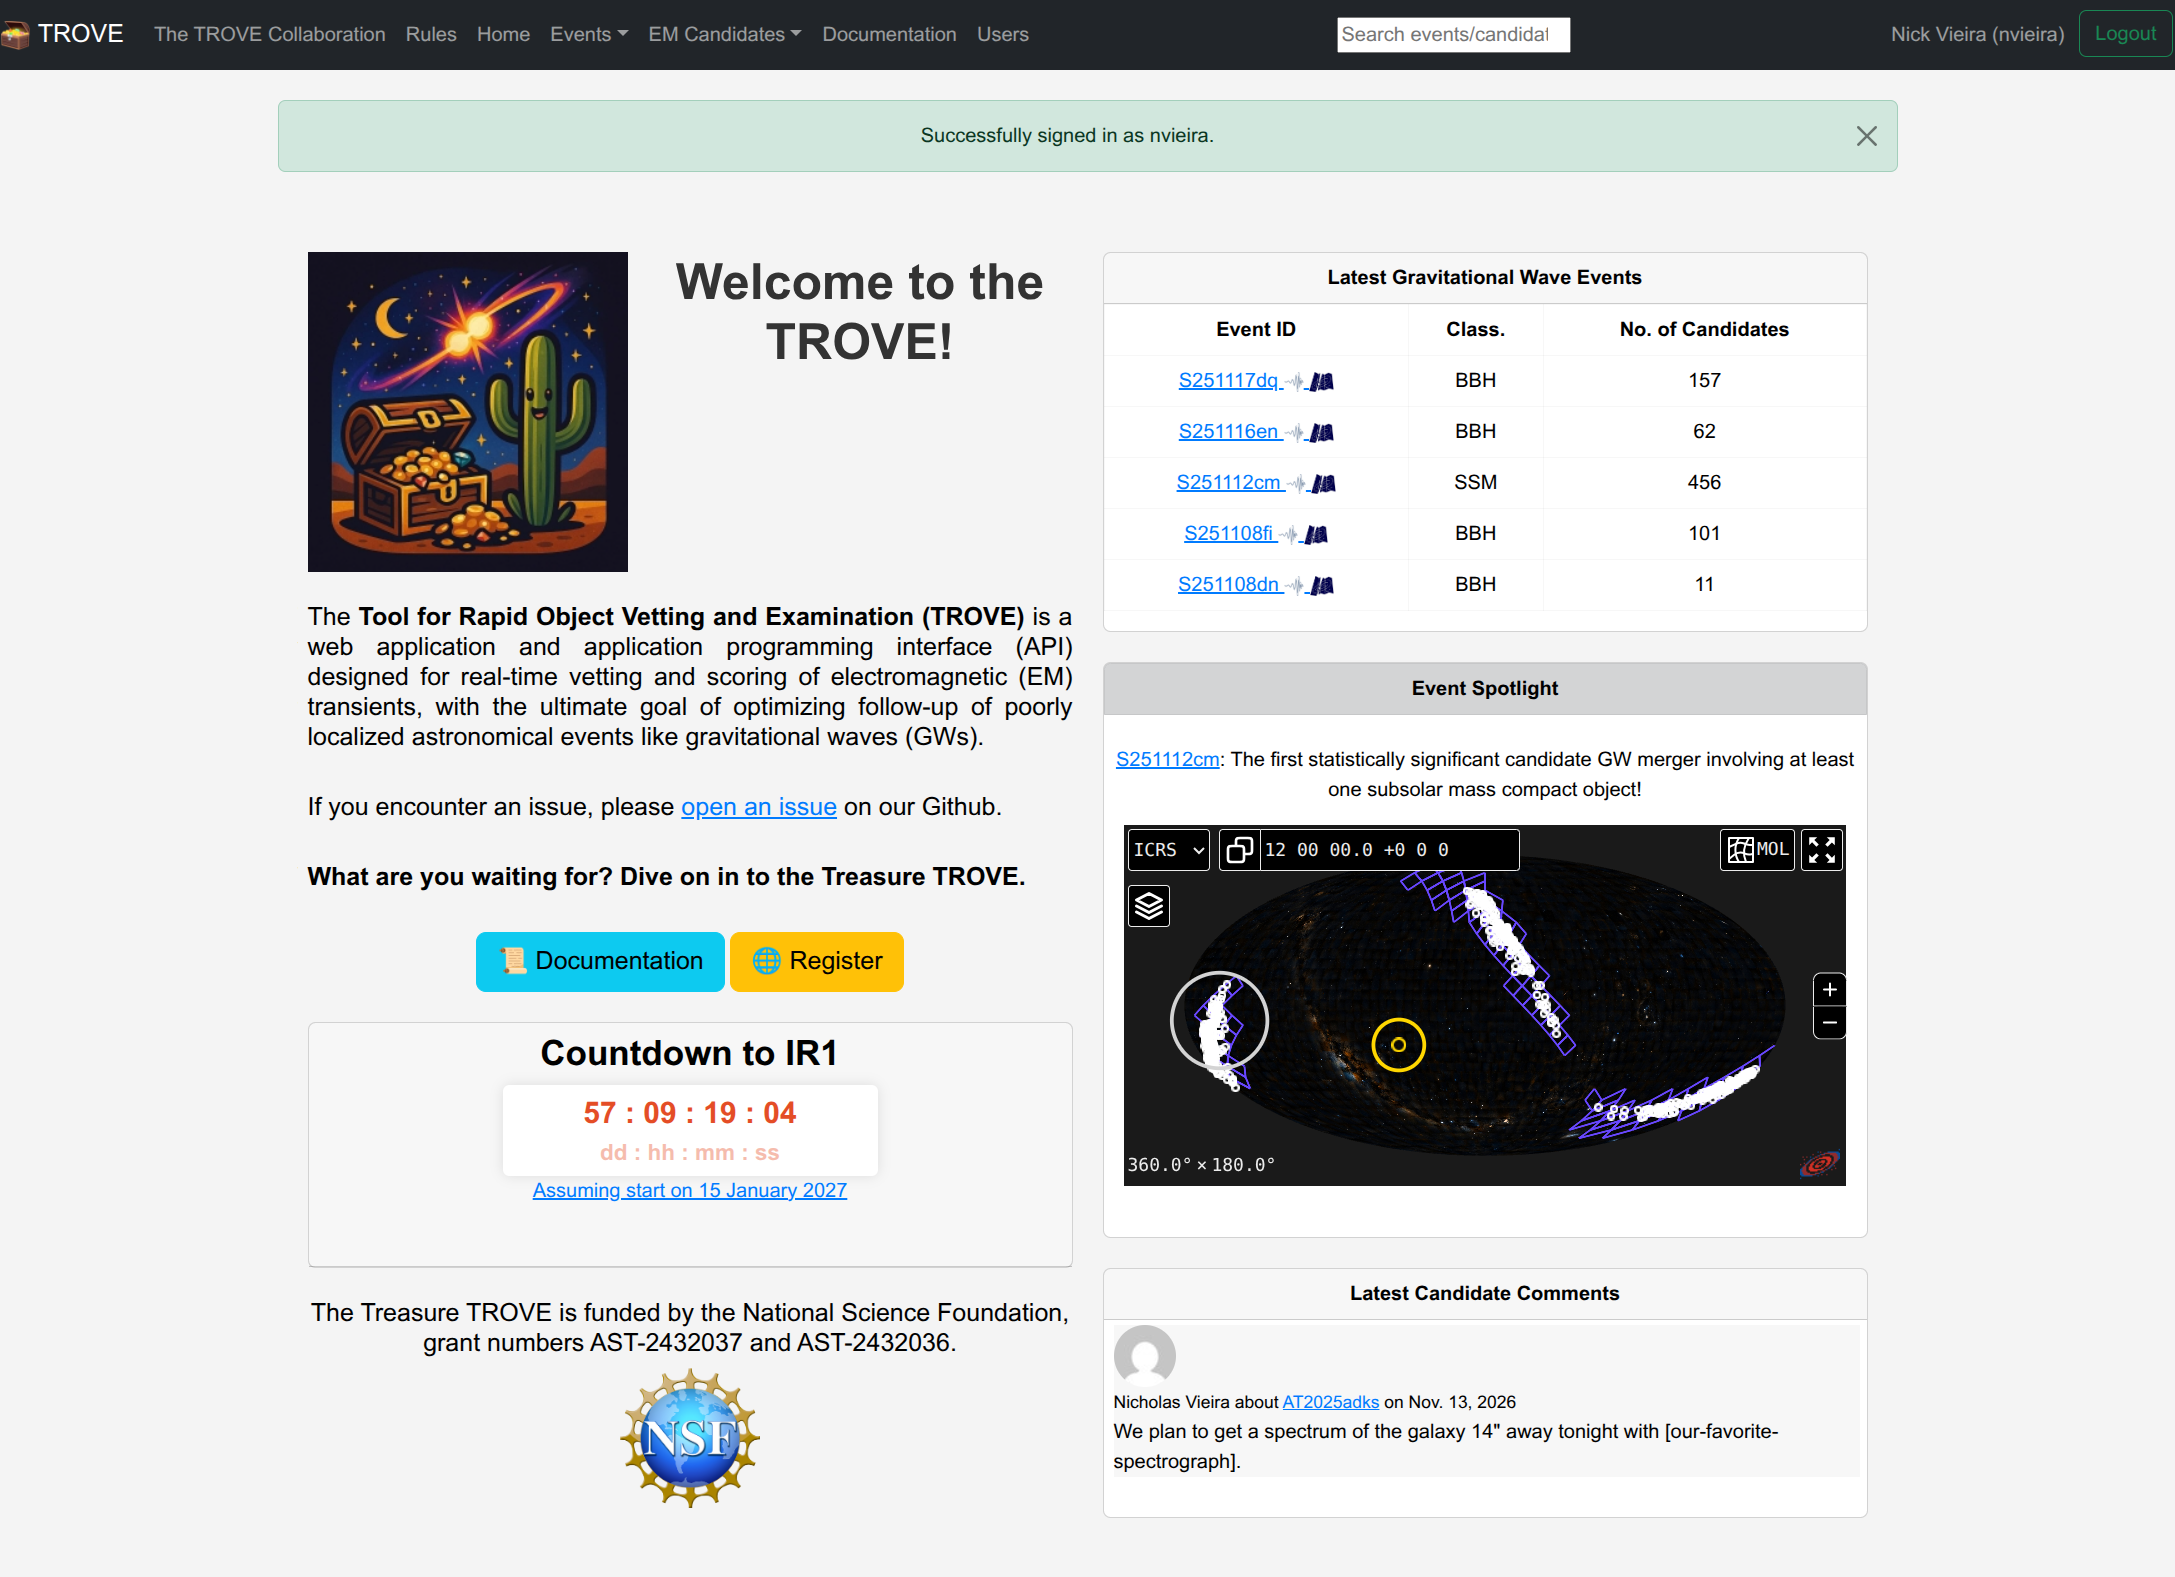 TROVE The TROVE Collaboration Rules Home Events EM Candidates Documentation Users Search events/candidat Nick Vieira (nvieira) Logout
Successfully signed in as nvieira.
Welcome to the
TROVE!
The Tool for Rapid Object Vetting and Examination (TROVE) is a
web application and application programming interface (API)
designed for real-time vetting and scoring of electromagnetic (EM)
transients, with the ultimate goal of optimizing follow-up of poorly
localized astronomical events like gravitational waves (GWs).
If you encounter an issue, please open an issue on our Github.
What are you waiting for? Dive on in to the Treasure TROVE.
📜 Documentation 🌐 Register
Countdown to IR1
57 : 09 : 19 : 04
dd : hh : mm : ss
Assuming start on 15 January 2027
The Treasure TROVE is funded by the National Science Foundation,
grant numbers AST-2432037 and AST-2432036.
NSF
Latest Gravitational Wave Events
Event ID Class. No. of Candidates
S251117dq BBH 157
S251116en BBH 62
S251112cm SSM 456
S251108fi BBH 101
S251108dn BBH 11
Event Spotlight
S251112cm: The first statistically significant candidate GW merger involving at least
one subsolar mass compact object!
ICRS 12 00 00.0 +0 0 0 MOL
+
−
360.0°×180.0°
Latest Candidate Comments
Nicholas Vieira about AT2025adks on Nov. 13, 2026
We plan to get a spectrum of the galaxy 14" away tonight with [our-favorite-
spectrograph].